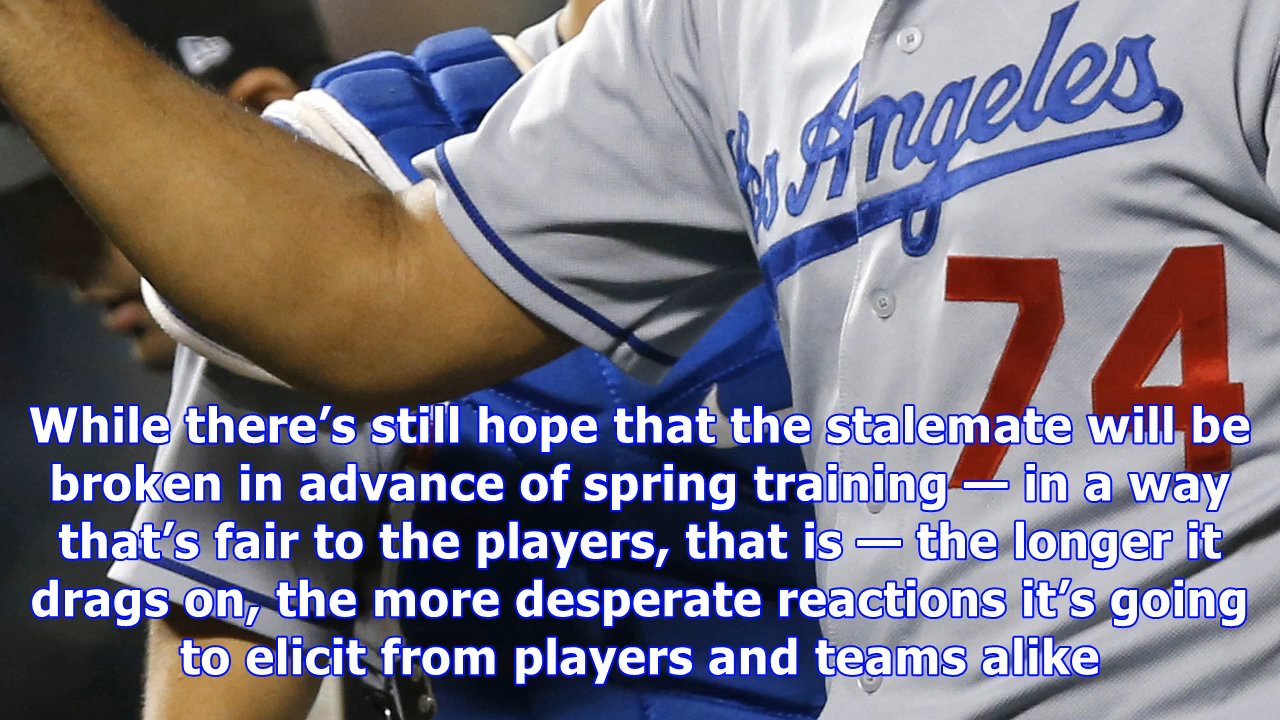 Los Angeles
74
While there’s still hope that the stalemate will be
broken in advance of spring training — in a way
that’s fair to the players, that is — the longer it
drags on, the more desperate reactions it’s going
to elicit from players and teams alike